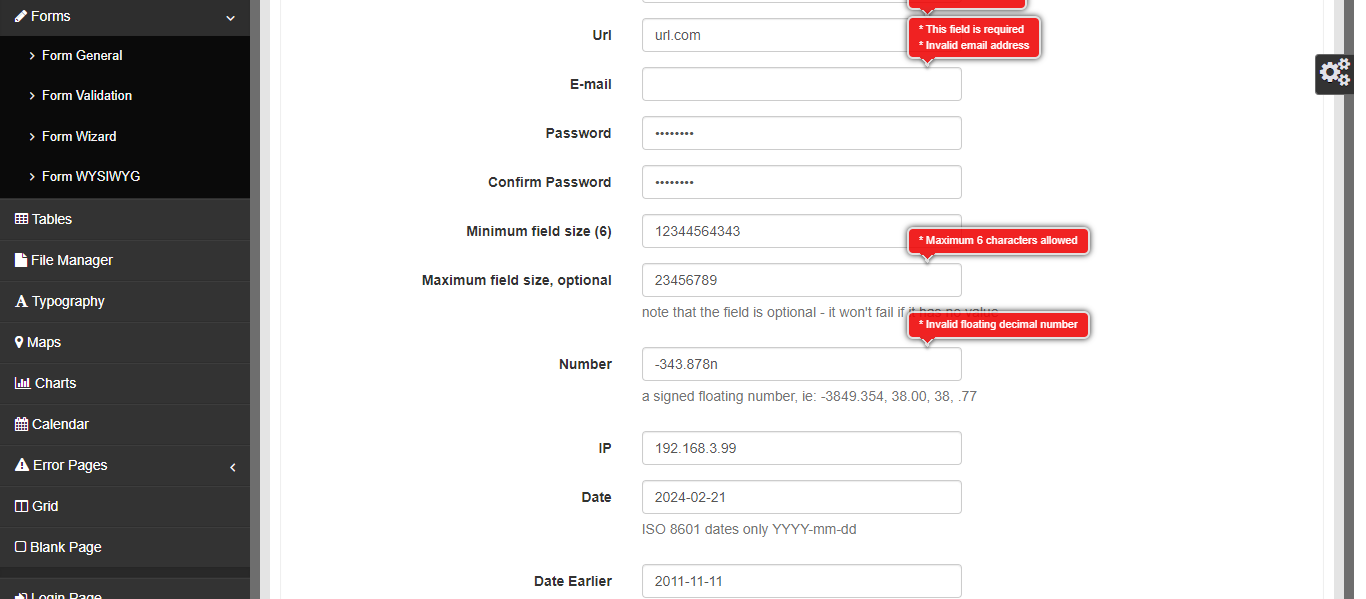 Forms
Form General
Form Validation
Form Wizard
Form WYSIWYG
Tables
File Manager
Typography
Maps
Charts
Calendar
Error Pages
Grid
Blank Page
Login Page
Url
url.com
* This field is required
* Invalid email address
E-mail
Password
••••••••
Confirm Password
••••••••
Minimum field size (6)
12344564343
* Maximum 6 characters allowed
Maximum field size, optional
23456789
note that the field is optional - it won't fail if it has no value
* Invalid floating decimal number
Number
-343.878n
a signed floating number, ie: -3849.354, 38.00, 38, .77
IP
192.168.3.99
Date
2024-02-21
ISO 8601 dates only YYYY-mm-dd
Date Earlier
2011-11-11